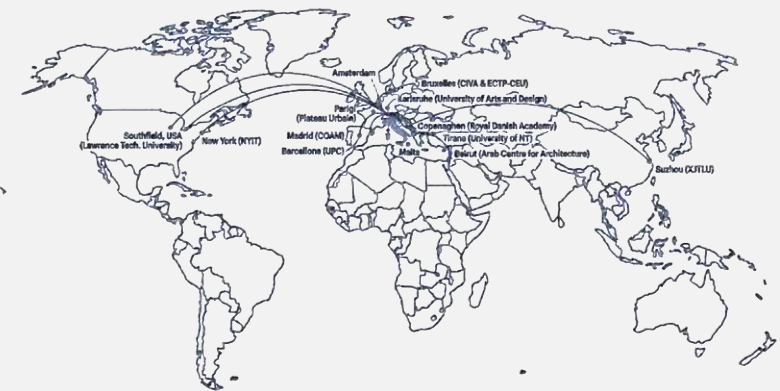 Amsterdam
Bruxelles (CIVA & ECTP-CEU)
Karlsruhe (University of Arts and Design)
Parigi
(Plateau Urbain)
Copenaghen (Royal Danish Academy)
Southfield, USA
(Lawrence Tech. University)
New York (NYIT)
Madrid (COAM)
Tirana (University of NT)
Barcellona (UPC)
Malta
Beirut (Arab Centre for Architecture)
Suzhou (XJTLU)